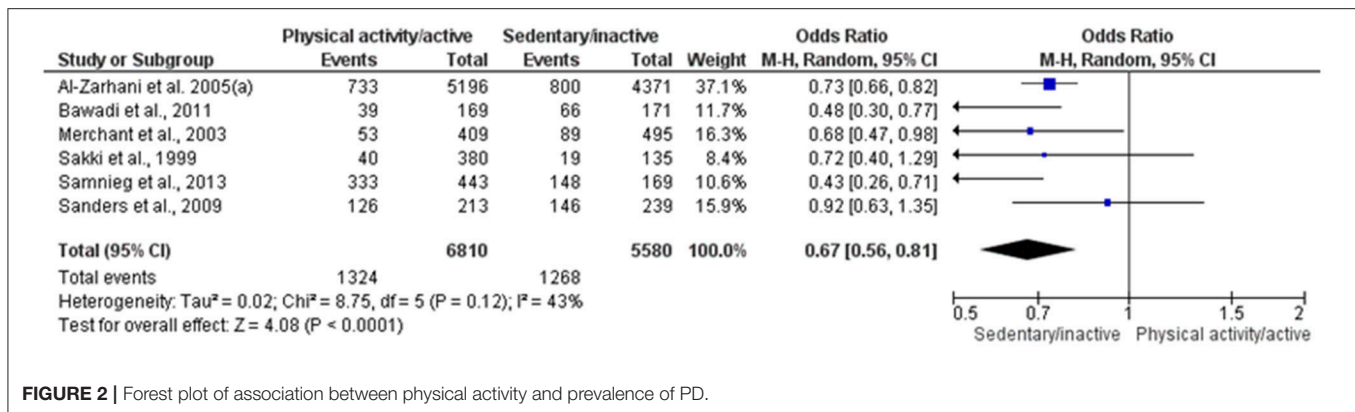 Physical activity/active Sedentary/inactive Odds Ratio Odds Ratio
Study or Subgroup Events Total Events Total Weight M-H, Random, 95% CI M-H, Random, 95% CI
Al-Zarhani et al. 2005(a) 733 5196 800 4371 37.1% 0.73 [0.66, 0.82]
Bawadi et al., 2011 39 169 66 171 11.7% 0.48 [0.30, 0.77]
Merchant et al. 2003 53 409 89 495 16.3% 0.68 [0.47, 0.98]
Sakki et al., 1999 40 380 19 135 8.4% 0.72 [0.40, 1.29]
Samnieg et al., 2013 333 443 148 169 10.6% 0.43 [0.26, 0.71]
Sanders et al., 2009 126 213 146 239 15.9% 0.92 [0.63, 1.35]
Total (95% CI) 6810 5580 100.0% 0.67 [0.56, 0.81]
Total events 1324 1268
Heterogeneity: Tau² = 0.02; Chi² = 8.75, df = 5 (P = 0.12); I² = 43%
Test for overall effect: Z = 4.08 (P < 0.0001)
0.5 0.7 1 1.5 2
Sedentary/inactive Physical activity/active
FIGURE 2 | Forest plot of association between physical activity and prevalence of PD.